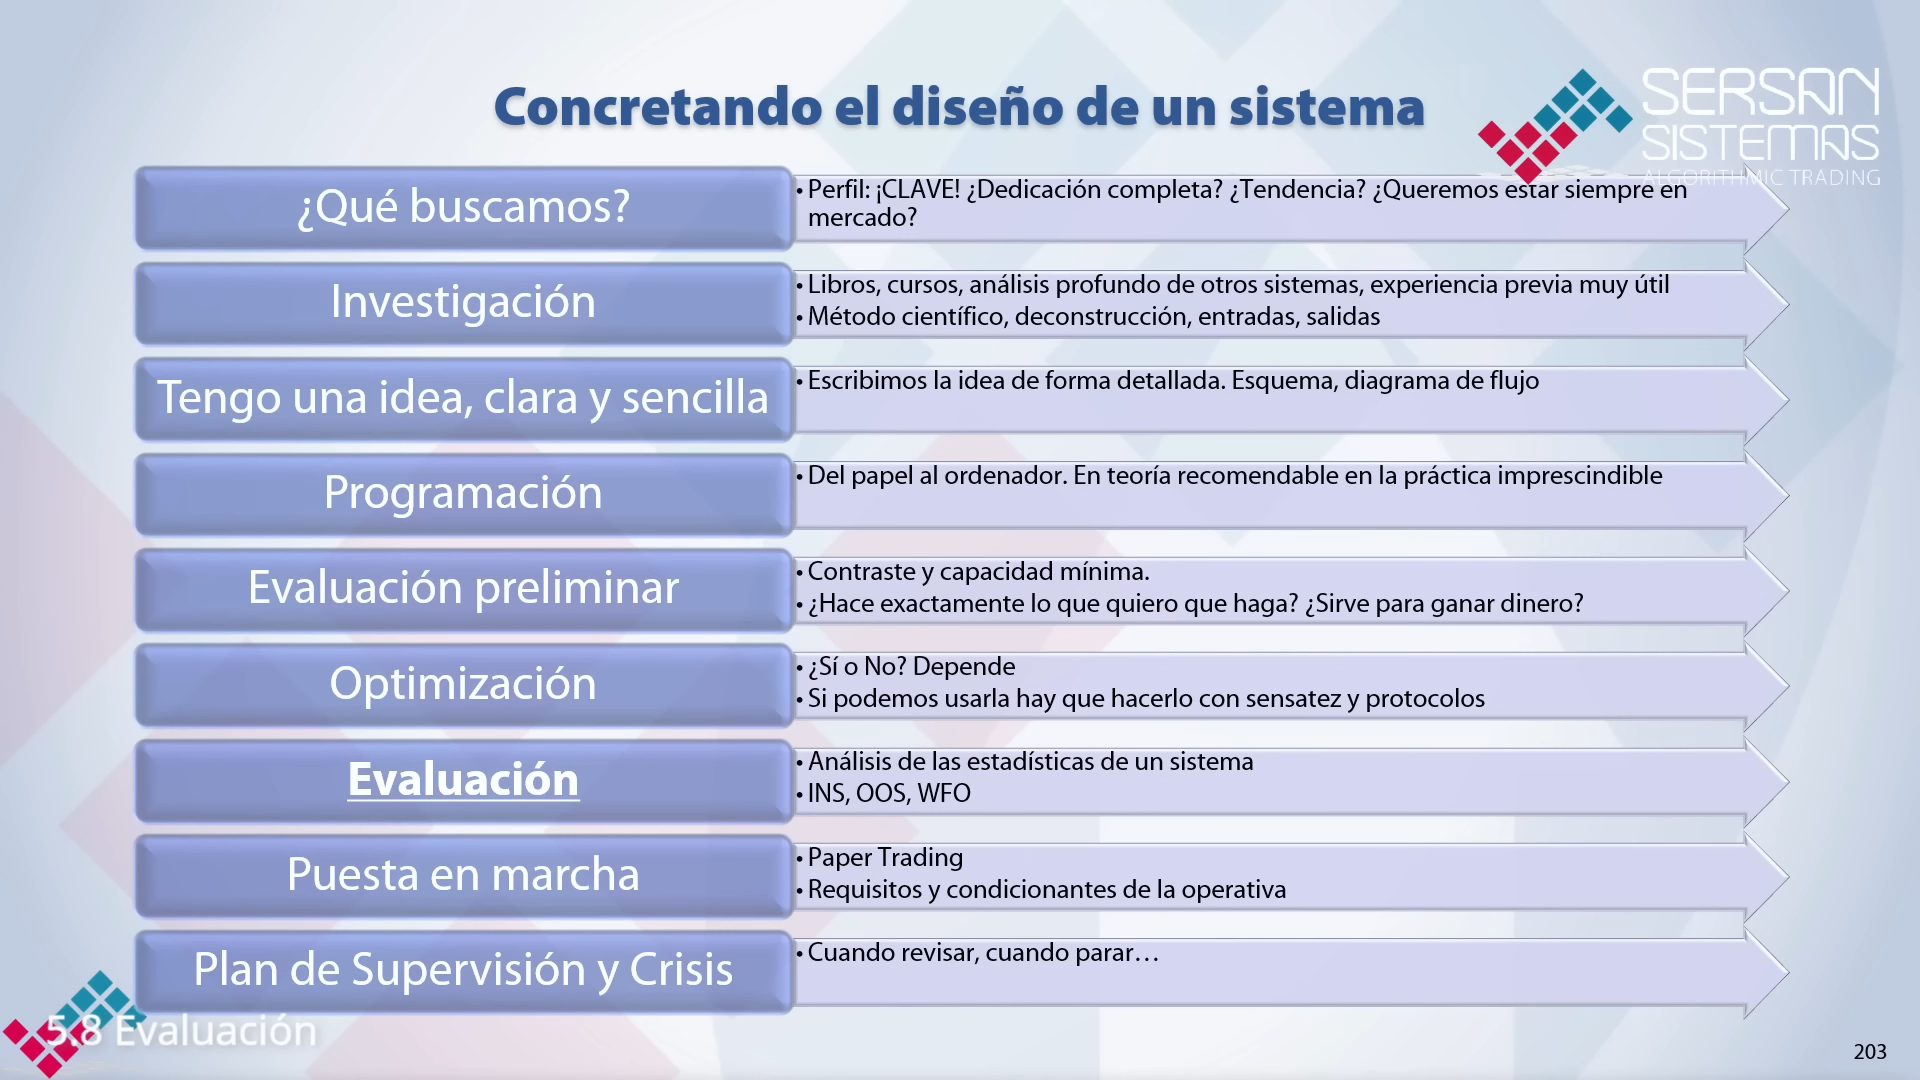 Concretando el diseño de un sistema
SERSAN
SISTEMAS
ALGORITHMIC TRADING
¿Qué buscamos?
• Perfil: ¡CLAVE! ¿Dedicación completa? ¿Tendencia? ¿Queremos estar siempre en
mercado?
Investigación
• Libros, cursos, análisis profundo de otros sistemas, experiencia previa muy útil
• Método científico, deconstrucción, entradas, salidas
Tengo una idea, clara y sencilla
• Escribimos la idea de forma detallada. Esquema, diagrama de flujo
Programación
• Del papel al ordenador. En teoría recomendable en la práctica imprescindible
Evaluación preliminar
• Contraste y capacidad mínima.
• ¿Hace exactamente lo que quiero que haga? ¿Sirve para ganar dinero?
Optimización
• ¿Sí o No? Depende
• Si podemos usarla hay que hacerlo con sensatez y protocolos
Evaluación
• Análisis de las estadísticas de un sistema
• INS, OOS, WFO
Puesta en marcha
• Paper Trading
• Requisitos y condicionantes de la operativa
Plan de Supervisión y Crisis
• Cuando revisar, cuando parar…
5.8 Evaluación
203